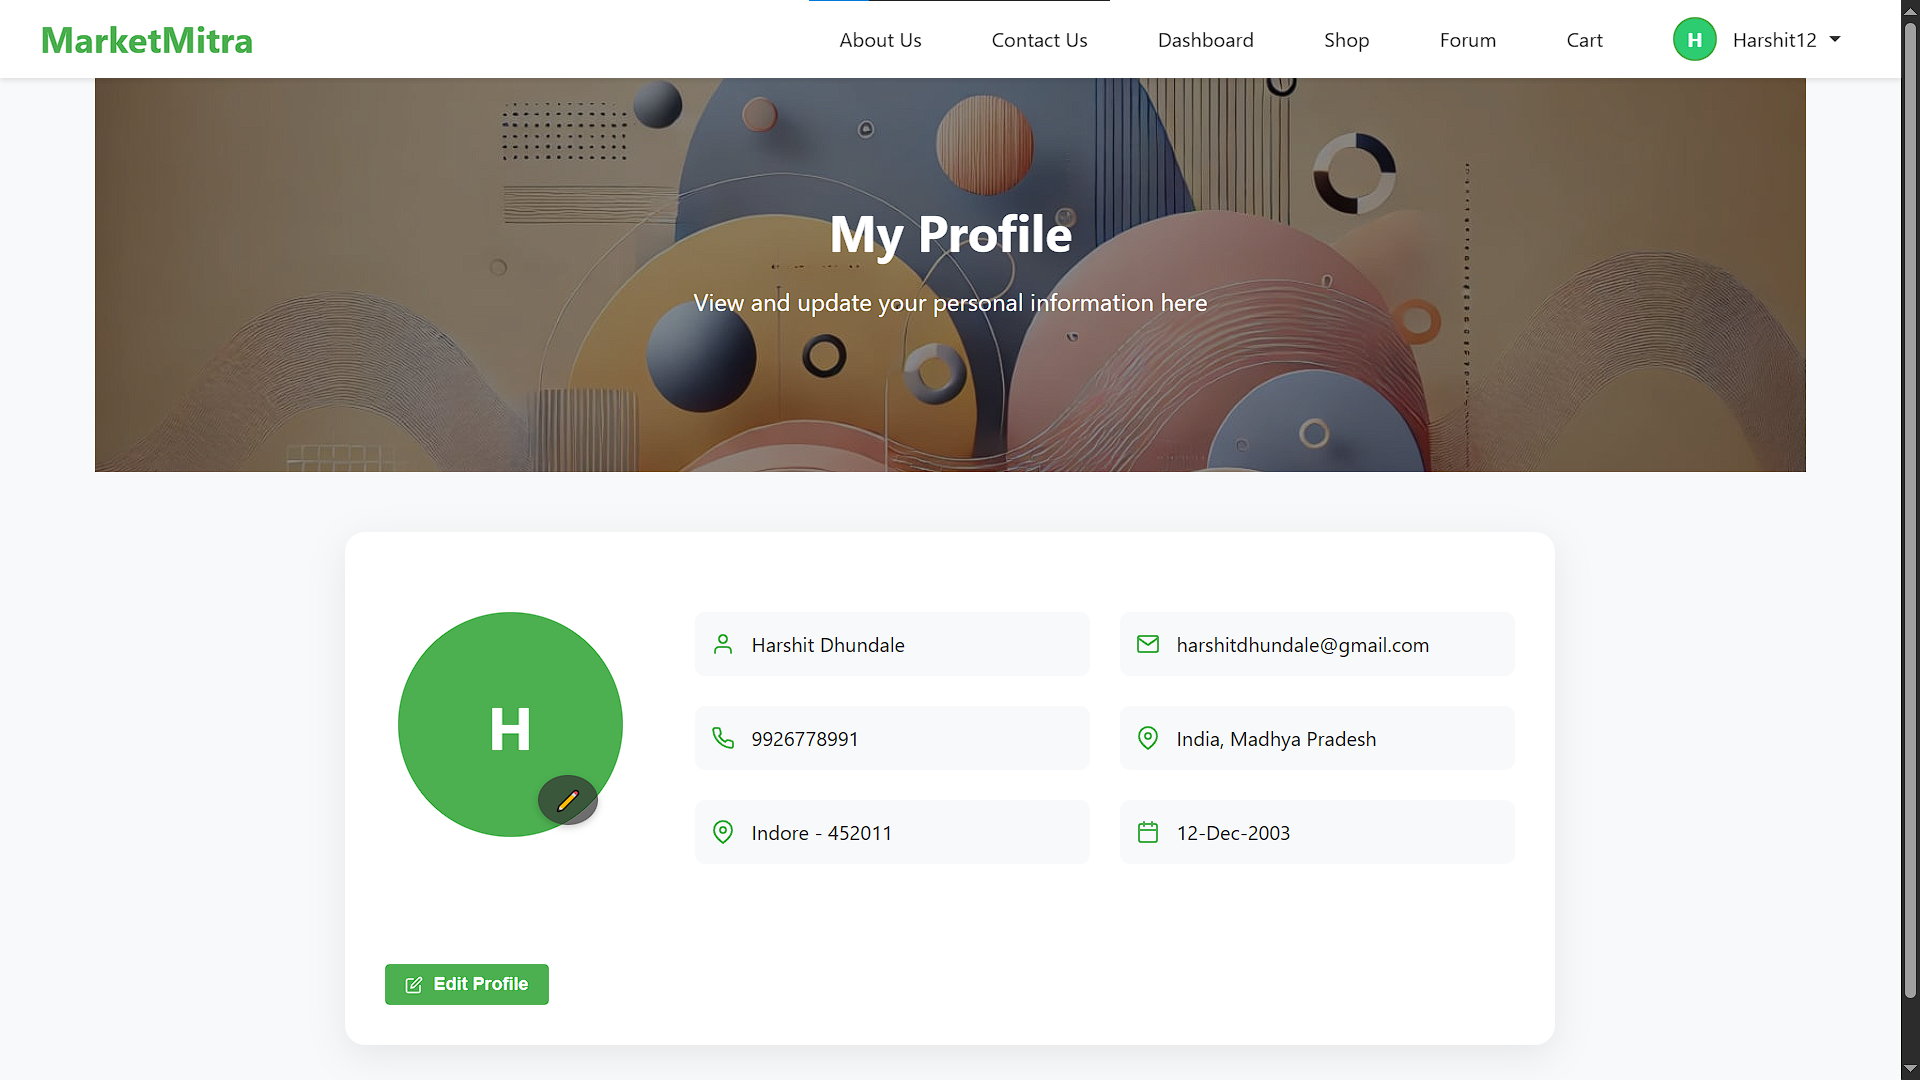 MarketMitra
About Us
Contact Us
Dashboard
Shop
Forum
Cart
H
Harshit12
My Profile
View and update your personal information here
H
Harshit Dhundale
harshitdhundale@gmail.com
9926778991
India, Madhya Pradesh
Indore - 452011
12-Dec-2003
Edit Profile